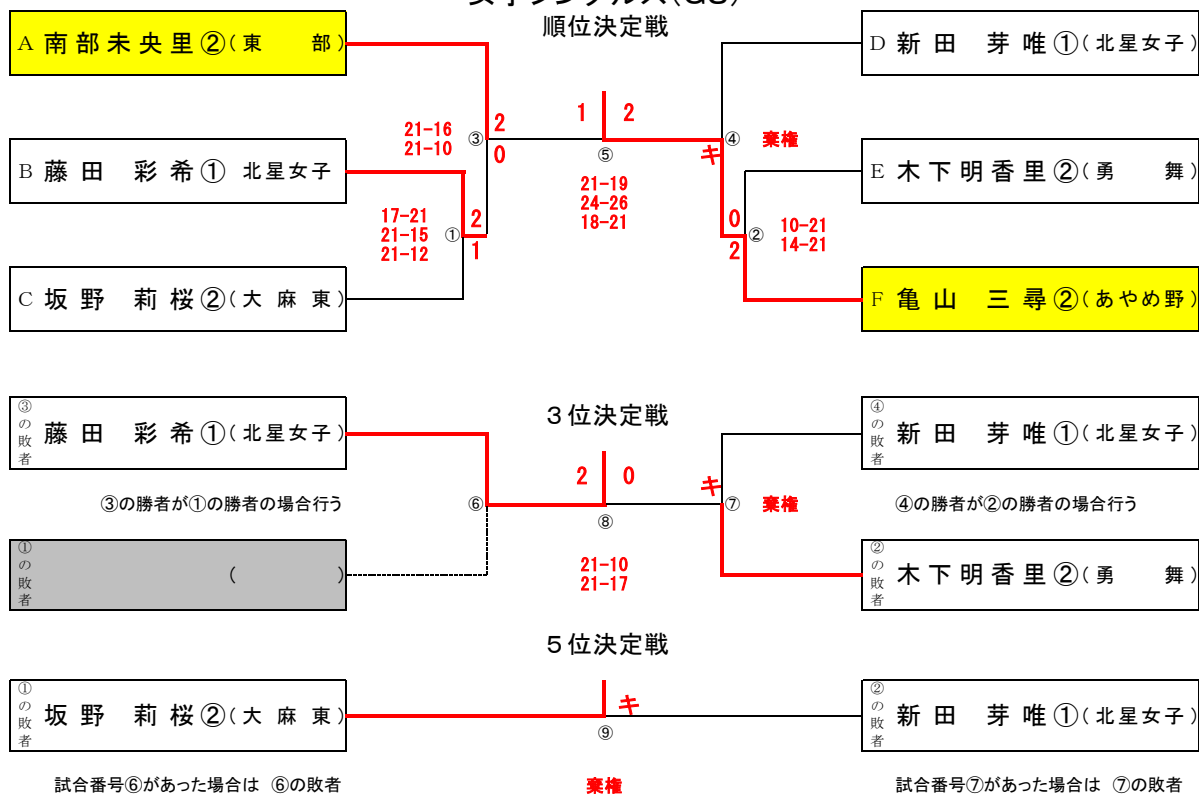 女子シングルス(GS)
順位決定戦
A 南部未央里②(東 部)
D 新田 芽唯①(北星女子)
1 2
21-16
21-10
③
2
0
⑤
④
キ
棄権
B 藤田 彩希① 北星女子
E 木下明香里②(勇 舞)
21-19
24-26
18-21
17-21
21-15
21-12
①
2
1
0
2
②
10-21
14-21
C 坂野 莉桜②(大麻東)
F 亀山 三尋②(あやめ野)
3位決定戦
③の敗者 藤田 彩希①(北星女子)
④の敗者 新田 芽唯①(北星女子)
2 0
キ
③の勝者が①の勝者の場合行う
⑥
⑧
⑦
棄権
④の勝者が②の勝者の場合行う
①の敗者 ( )
21-10
21-17
②の敗者 木下明香里②(勇 舞)
5位決定戦
①の敗者 坂野 莉桜②(大麻東)
キ
⑨
②の敗者 新田 芽唯①(北星女子)
試合番号⑥があった場合は ⑥の敗者
棄権
試合番号⑦があった場合は ⑦の敗者